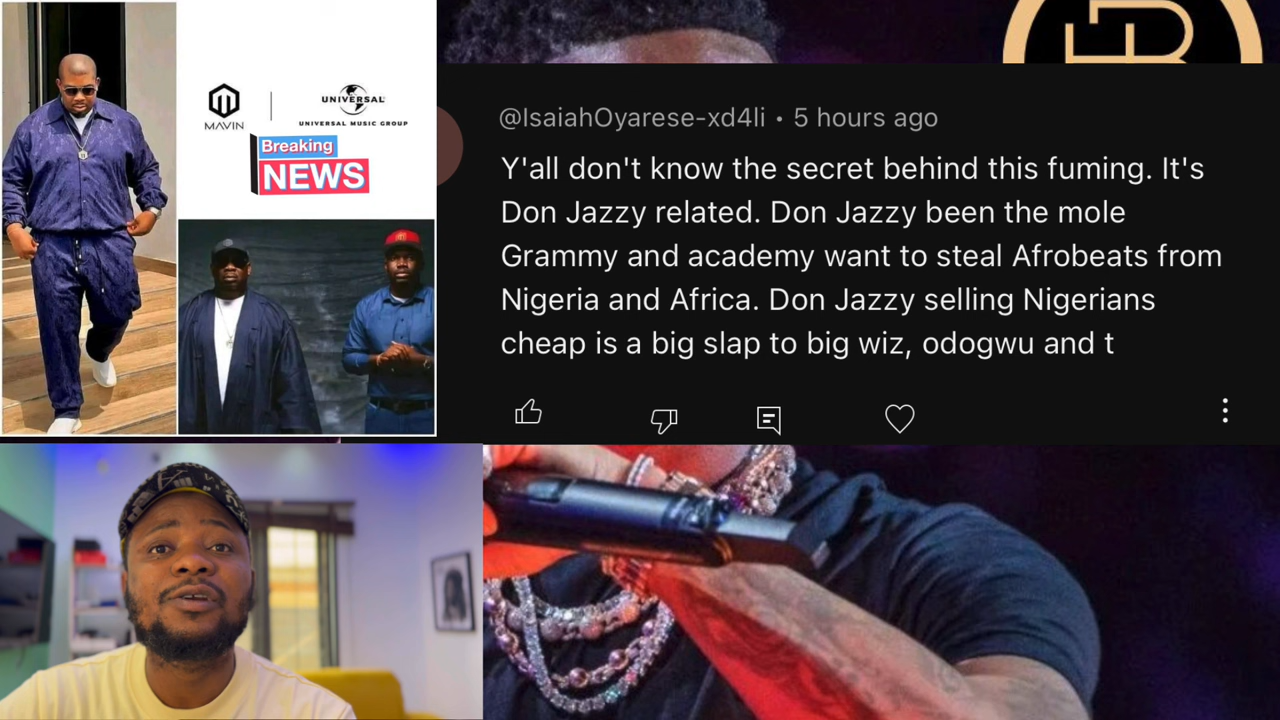 MAVIN
UNIVERSAL
UNIVERSAL MUSIC GROUP
Breaking
NEWS
@IsaiahOyarese-xd4li • 5 hours ago
Y'all don't know the secret behind this fuming. It's
Don Jazzy related. Don Jazzy been the mole
Grammy and academy want to steal Afrobeats from
Nigeria and Africa. Don Jazzy selling Nigerians
cheap is a big slap to big wiz, odogwu and t